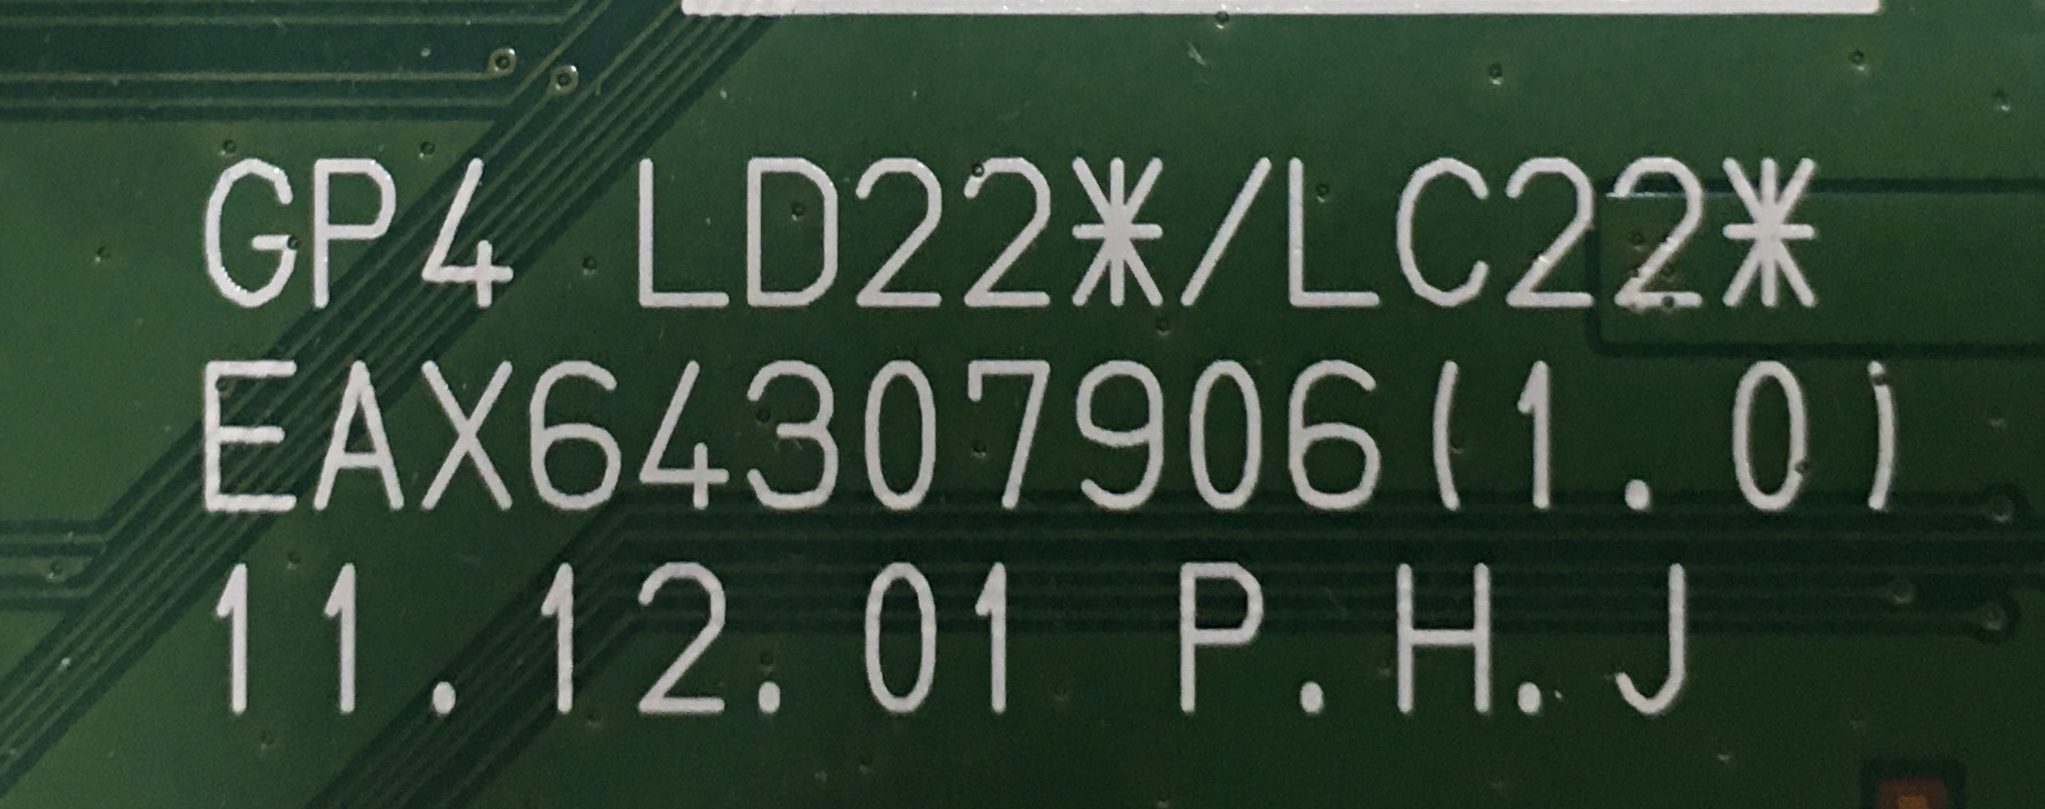 GP4 LD22*/LC22*
EAX64307906(1.0)
11.12.01 P.H.J